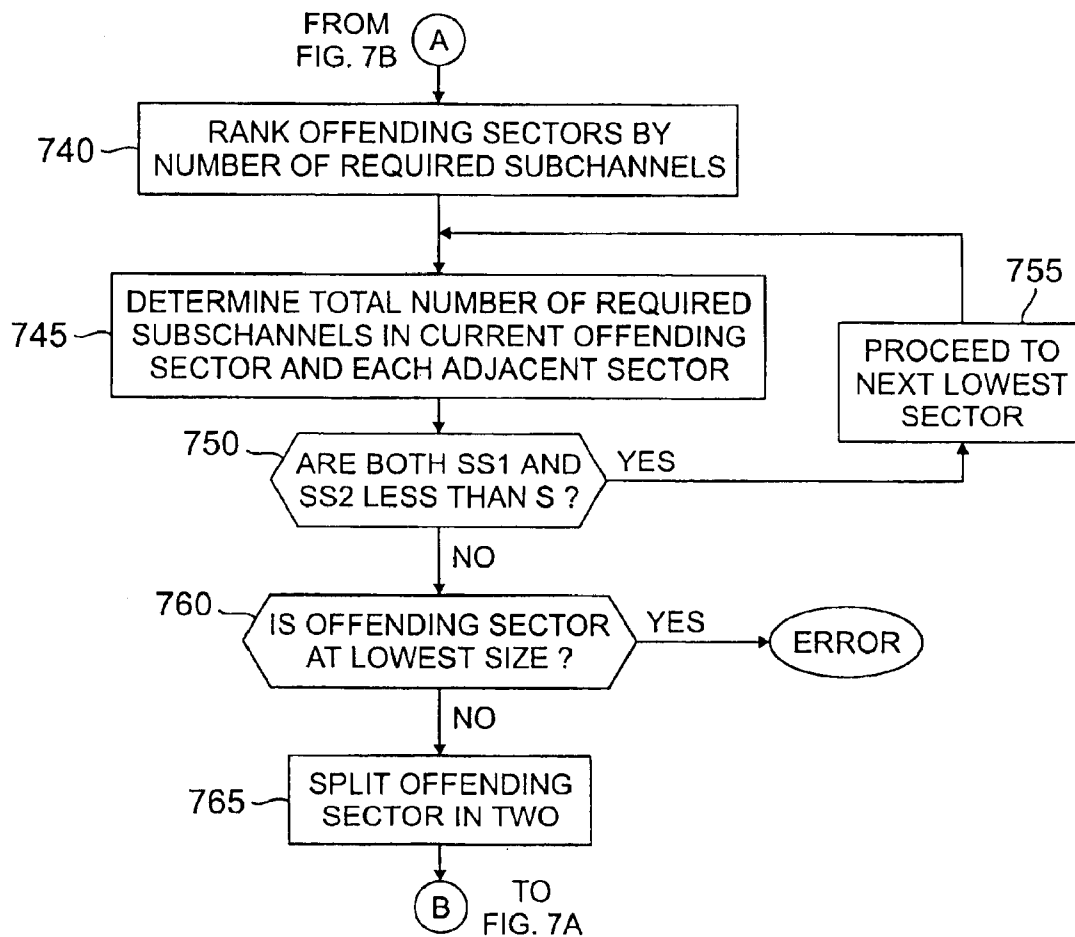 FROM
FIG. 7B
A
740
RANK OFFENDING SECTORS BY
NUMBER OF REQUIRED SUBCHANNELS
745
DETERMINE TOTAL NUMBER OF REQUIRED
SUBSCHANNELS IN CURRENT OFFENDING
SECTOR AND EACH ADJACENT SECTOR
755
PROCEED TO
NEXT LOWEST
SECTOR
750
ARE BOTH SS1 AND
SS2 LESS THAN S ?
YES
NO
760
IS OFFENDING SECTOR
AT LOWEST SIZE ?
YES
ERROR
NO
765
SPLIT OFFENDING
SECTOR IN TWO
B
TO
FIG. 7A